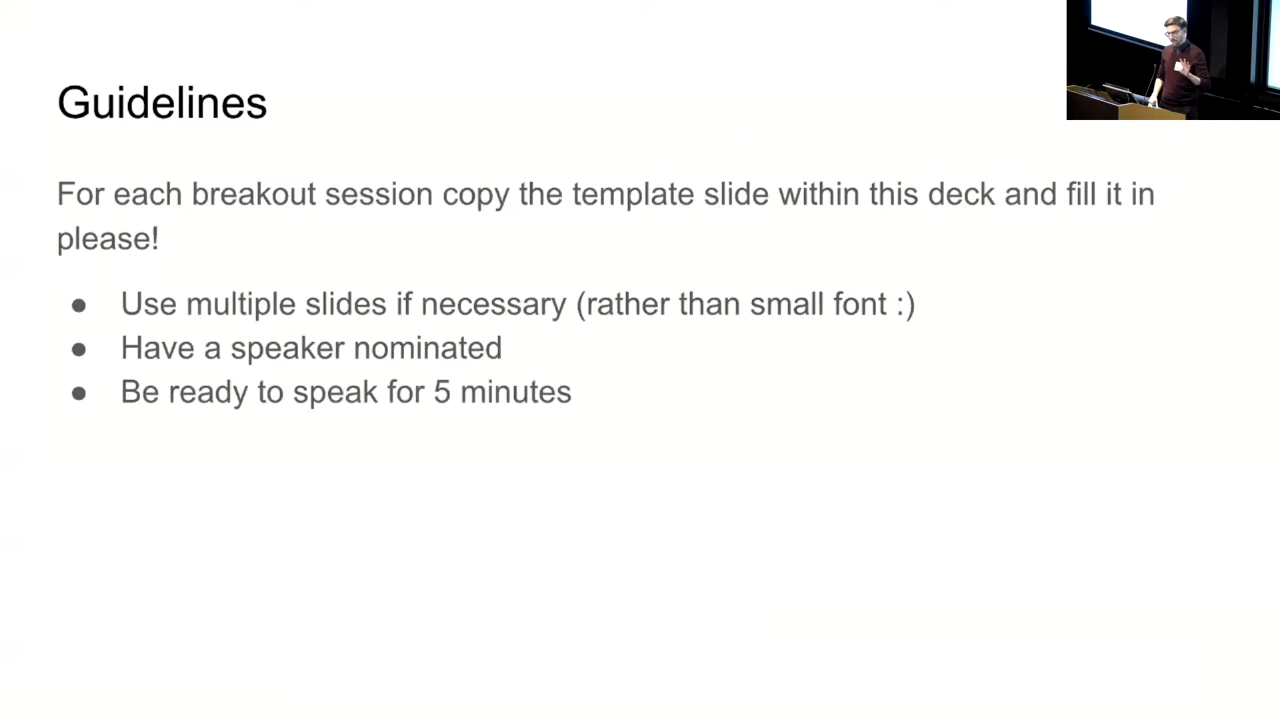 Guidelines
For each breakout session copy the template slide within this deck and fill it in
please!
● Use multiple slides if necessary (rather than small font :)
● Have a speaker nominated
● Be ready to speak for 5 minutes